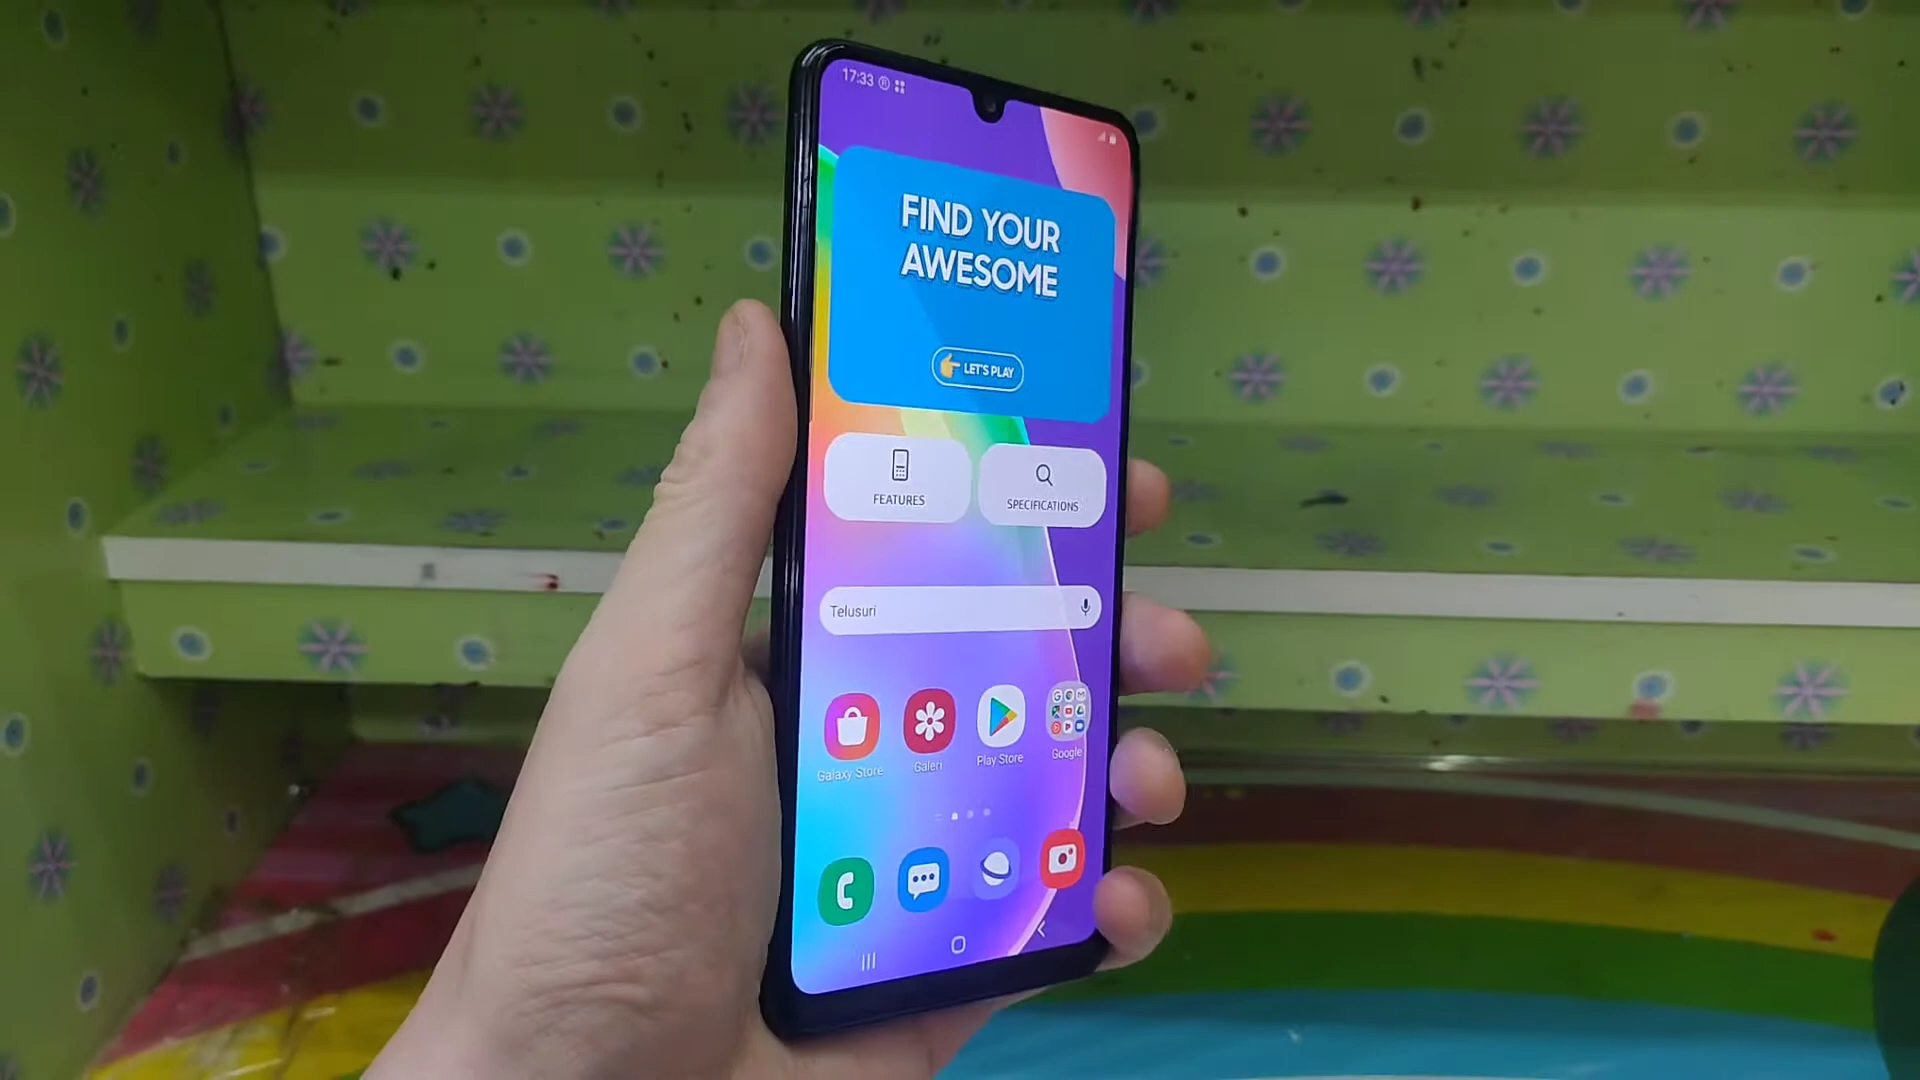 17:33
FIND YOUR
AWESOME
LET'S PLAY
FEATURES
SPECIFICATIONS
Telusuri
Galaxy Store
Galeri
Play Store
Google